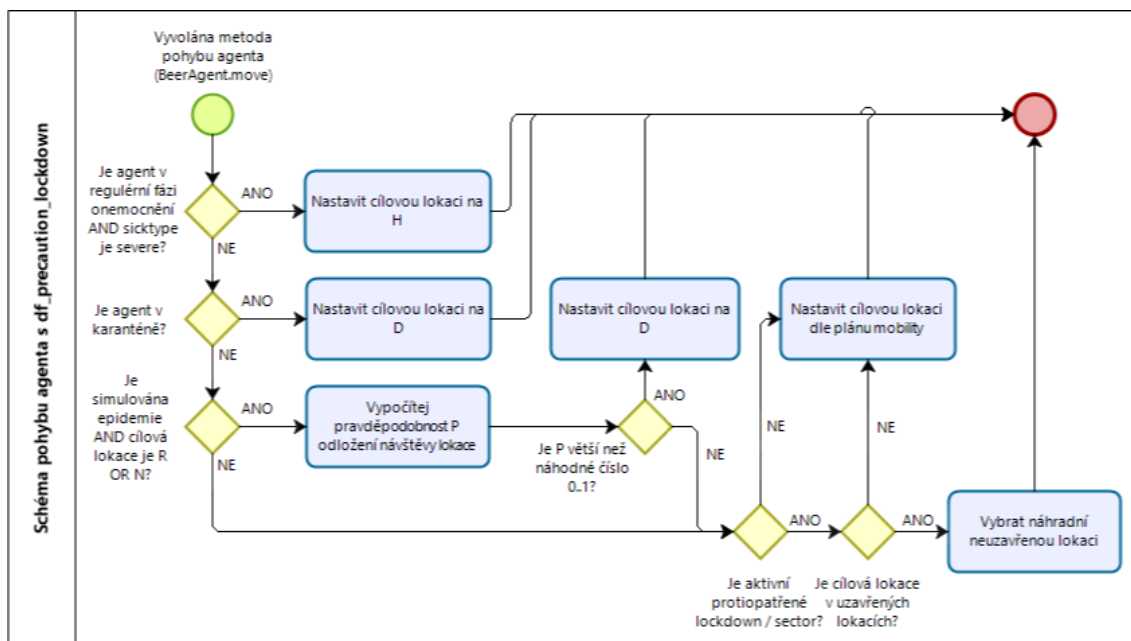 Schéma pohybu agenta s df_precaution_lockdown
Vyvolána metoda
pohybu agenta
(BeerAgent.move)
Je agent v
regulérní fázi
onemocnění
AND sicktype
je severe?
ANO
NE
Nastavit cílovou lokaci na
H
Je agent v
karanténě?
ANO
NE
Nastavit cílovou lokaci na
D
Je
simulována
epidemie
AND cílová
lokace je R
OR N?
ANO
NE
Vypočítej
pravděpodobnost P
odložení návštěvy lokace
Je P větší než
náhodné číslo
0..1?
ANO
NE
Nastavit cílovou lokaci na
D
Je aktivní
protiopatřené
lockdown / sector?
NE
ANO
Nastavit cílovou lokaci
dle plánu mobility
Je cílová lokace
v uzavřených
lokacích?
NE
ANO
Vybrat náhradní
neuzavřenou lokaci